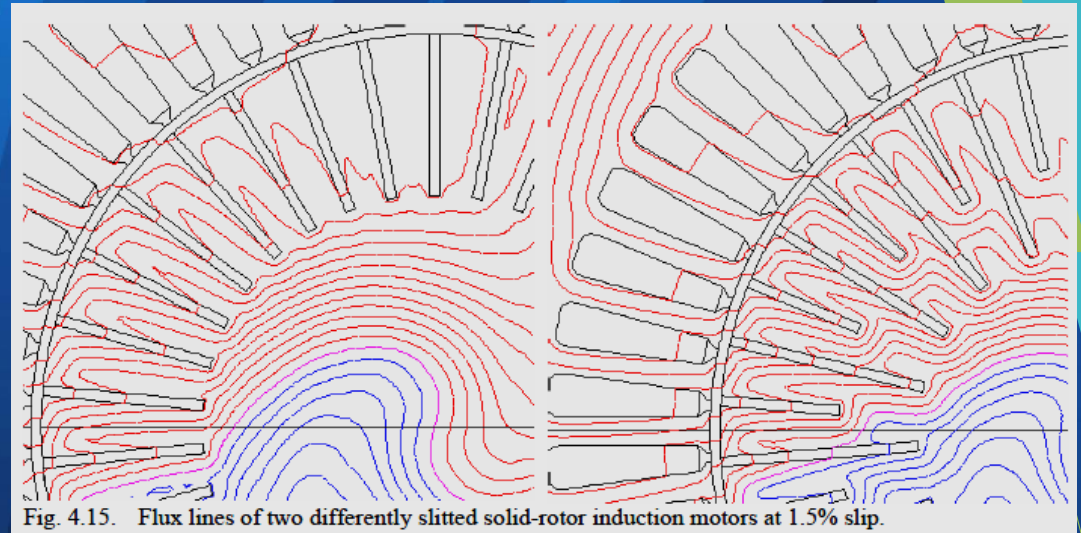 Fig. 4.15. Flux lines of two differently slitted solid-rotor induction motors at 1.5% slip.